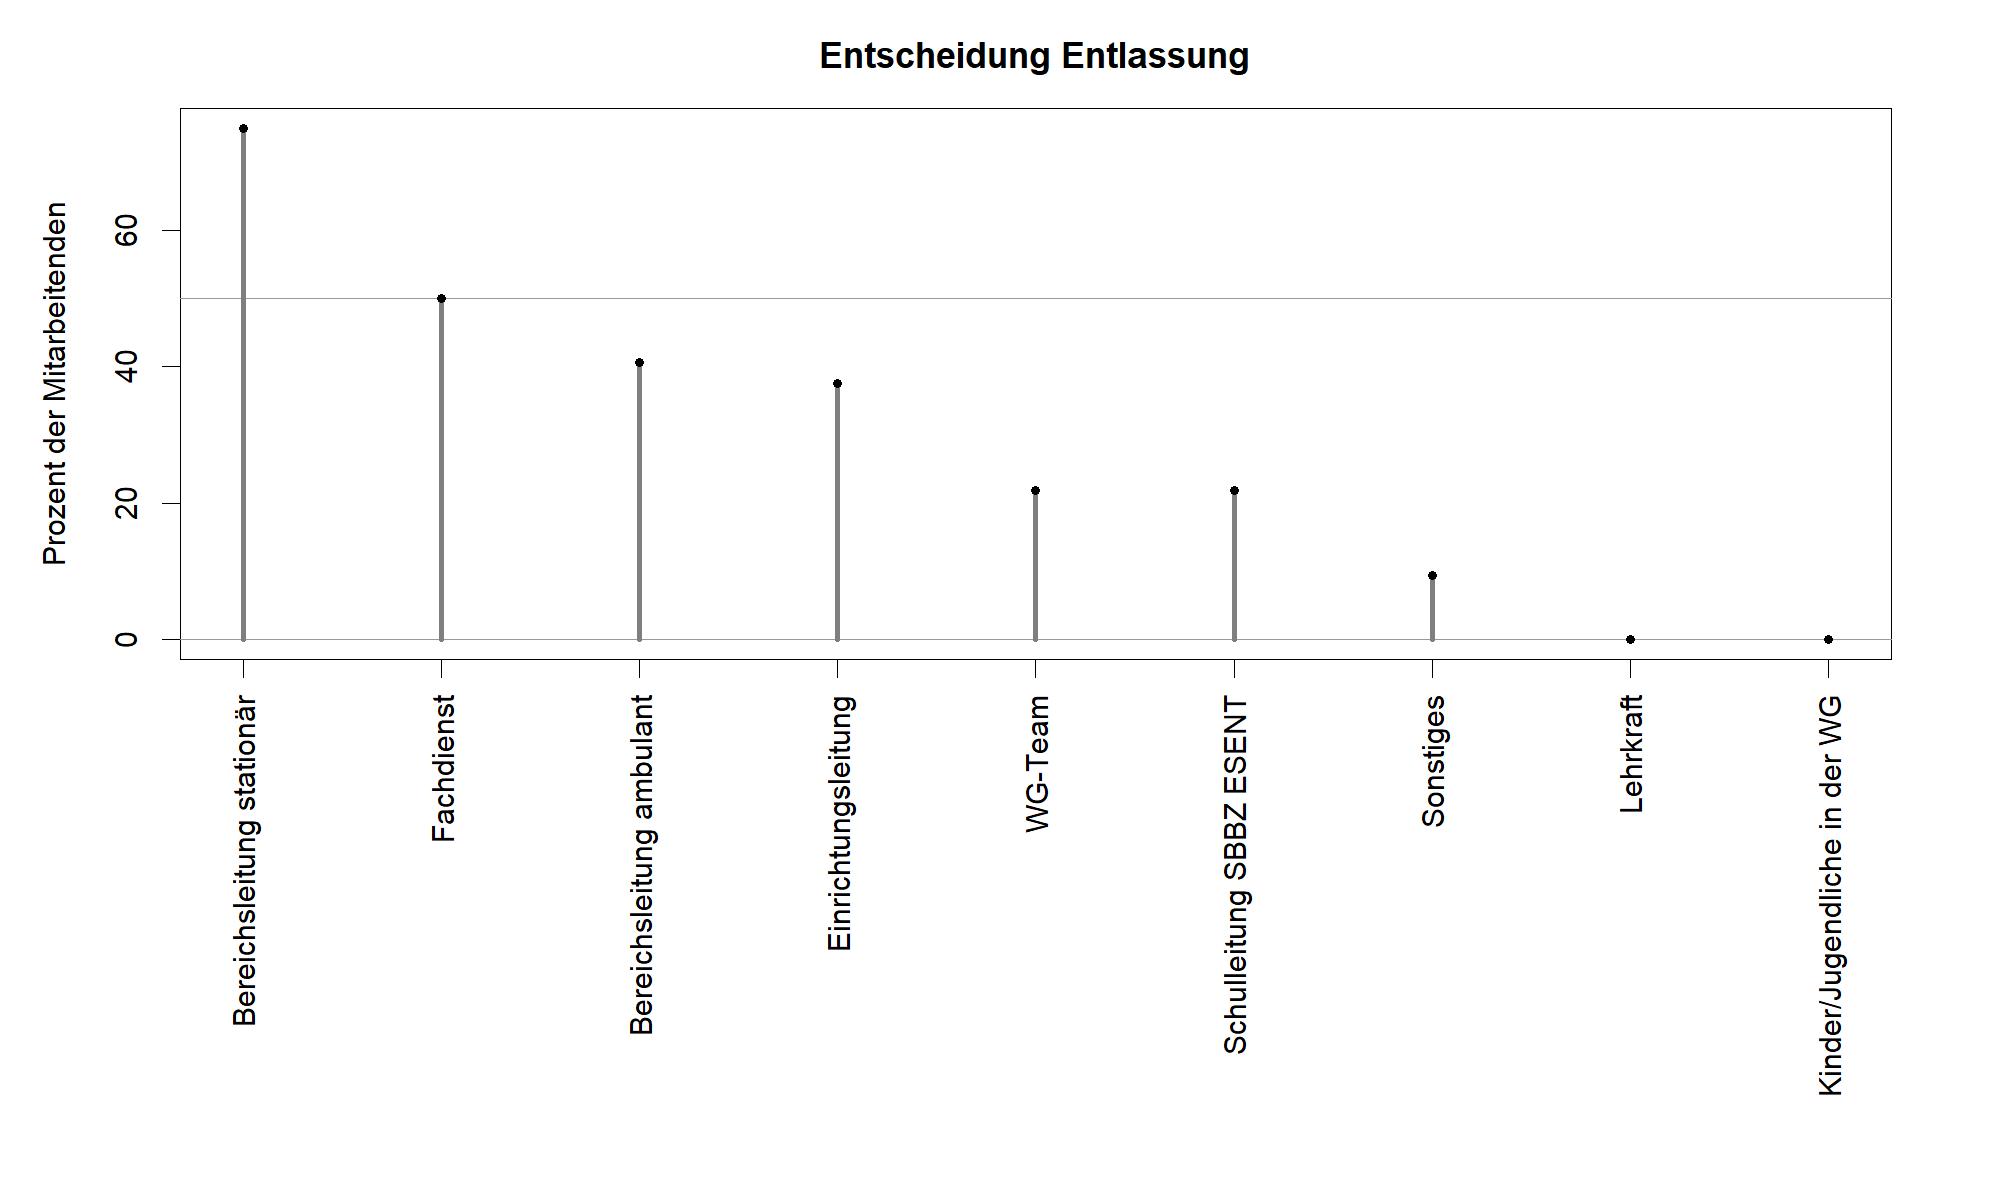 Entscheidung Entlassung
Prozent der Mitarbeitenden
60
40
20
0
Bereichsleitung stationär
Fachdienst
Bereichsleitung ambulant
Einrichtungsleitung
WG-Team
Schulleitung SBBZ ESENT
Sonstiges
Lehrkraft
Kinder/Jugendliche in der WG